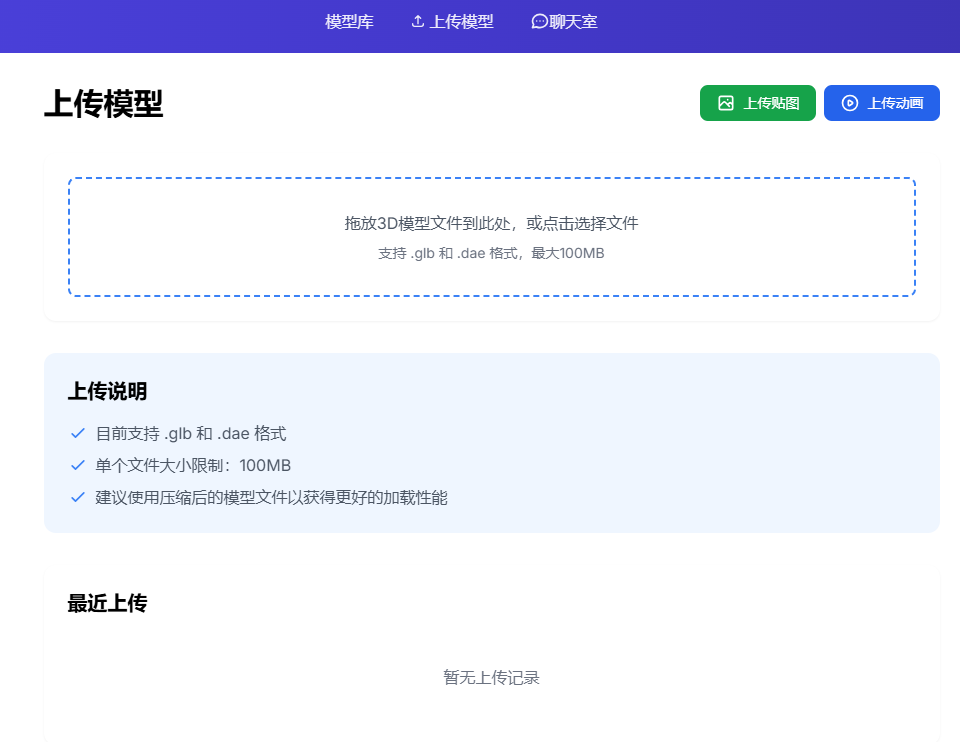 模型库 上传模型 聊天室
上传模型
上传贴图 上传动画
拖放3D模型文件到此处，或点击选择文件
支持 .glb 和 .dae 格式，最大100MB
上传说明
目前支持 .glb 和 .dae 格式
单个文件大小限制：100MB
建议使用压缩后的模型文件以获得更好的加载性能
最近上传
暂无上传记录